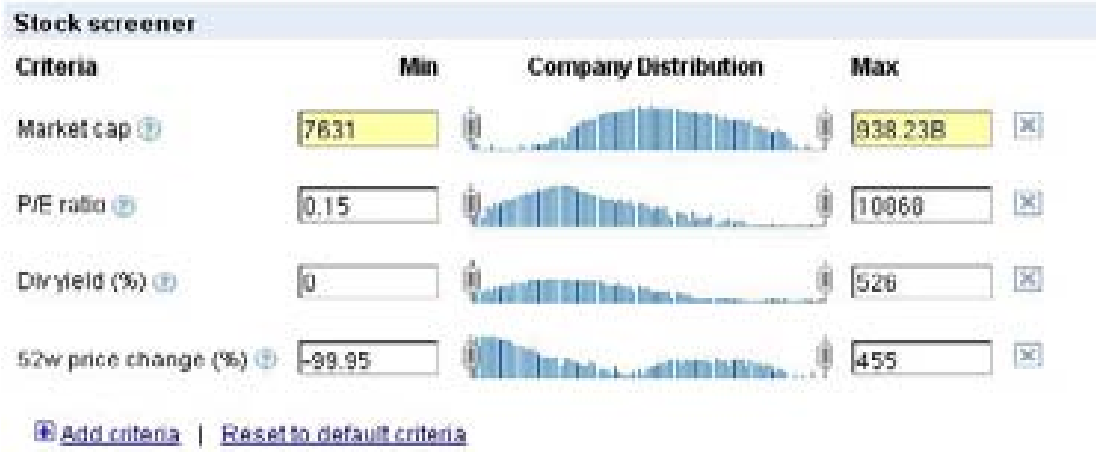 Stock screener
Criteria Min Company Distribution Max
Market cap 7631 938.23B
P/E ratio 0.15 10068
Div yield (%) 0 526
52w price change (%) -99.95 455
Add criteria | Reset to default criteria